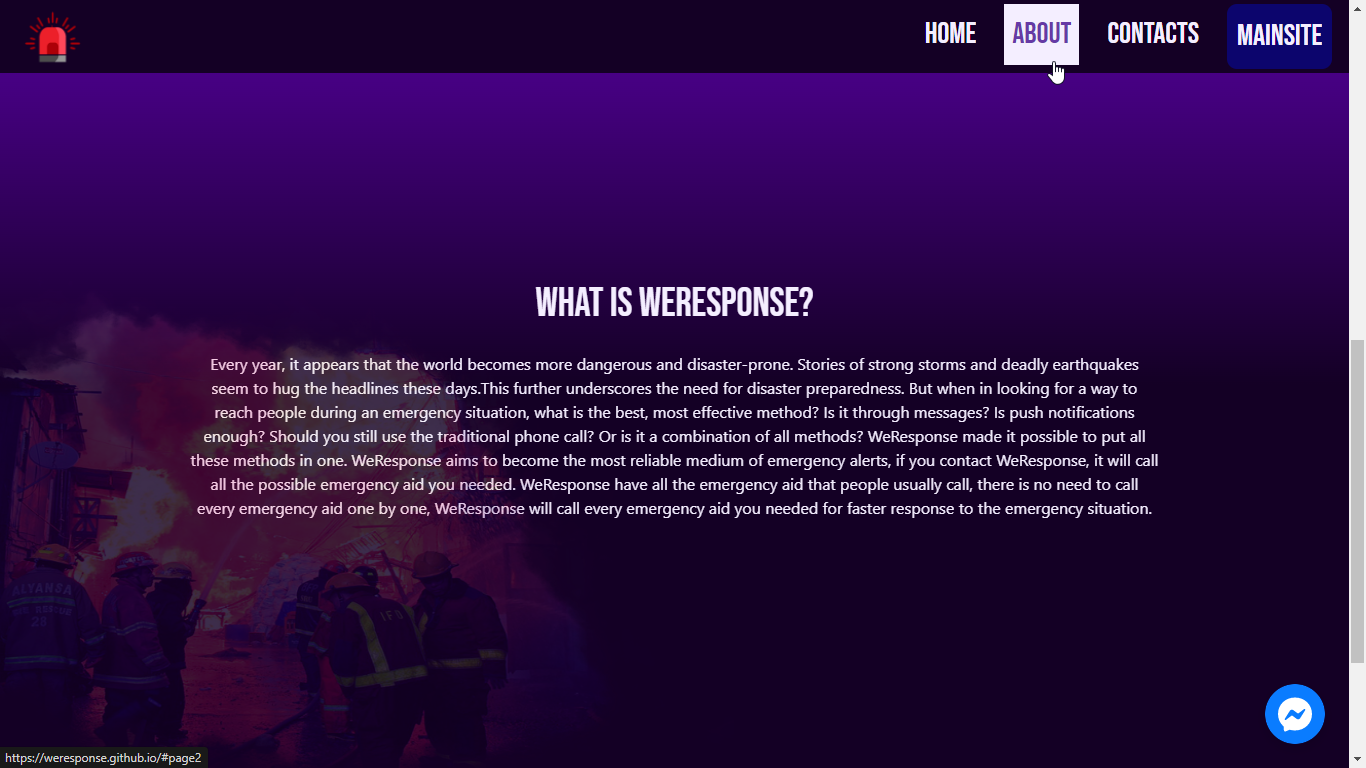 HOME ABOUT CONTACTS MAINSITE
WHAT IS WERESPONSE?
Every year, it appears that the world becomes more dangerous and disaster-prone. Stories of strong storms and deadly earthquakes
seem to hug the headlines these days.This further underscores the need for disaster preparedness. But when in looking for a way to
reach people during an emergency situation, what is the best, most effective method? Is it through messages? Is push notifications
enough? Should you still use the traditional phone call? Or is it a combination of all methods? WeResponse made it possible to put all
these methods in one. WeResponse aims to become the most reliable medium of emergency alerts, if you contact WeResponse, it will call
all the possible emergency aid you needed. WeResponse have all the emergency aid that people usually call, there is no need to call
every emergency aid one by one, WeResponse will call every emergency aid you needed for faster response to the emergency situation.
ALYANSA
28
IFO
https://weresponse.github.io/#page2